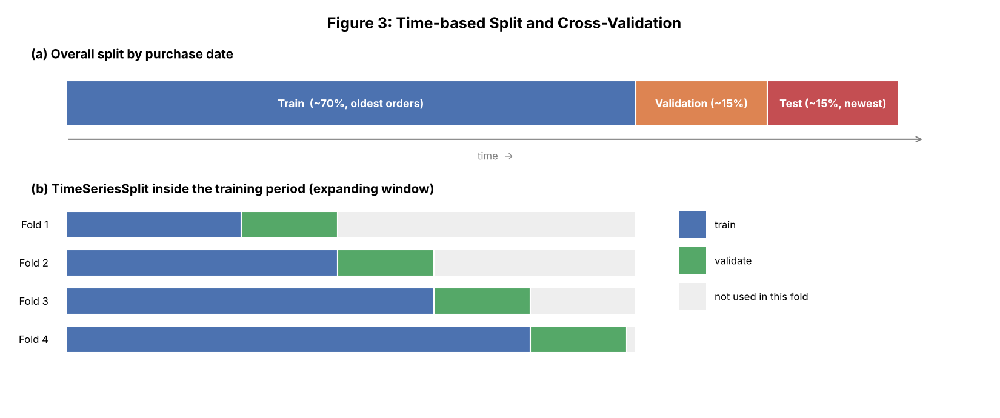 Figure 3: Time-based Split and Cross-Validation
(a) Overall split by purchase date
Train (~70%, oldest orders)
Validation (~15%)
Test (~15%, newest)
time →
(b) TimeSeriesSplit inside the training period (expanding window)
Fold 1
Fold 2
Fold 3
Fold 4
train
validate
not used in this fold